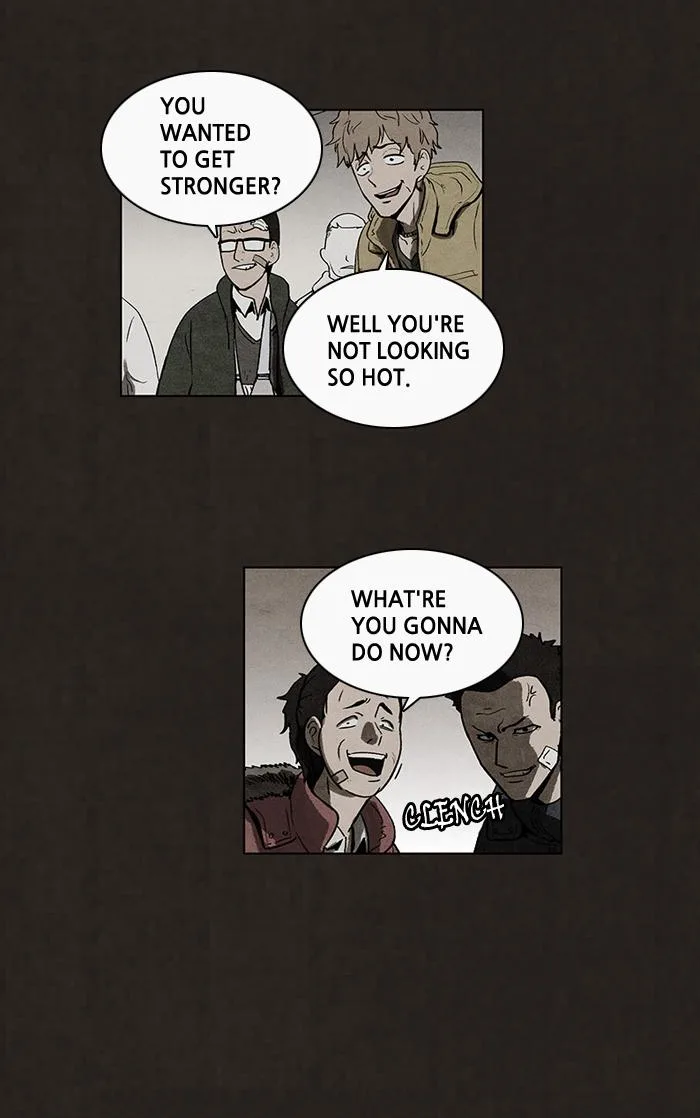 YOU
WANTED
TO GET
STRONGER?
WELL YOU'RE
NOT LOOKING
SO HOT.
WHAT'RE
YOU GONNA
DO NOW?
CLENCH